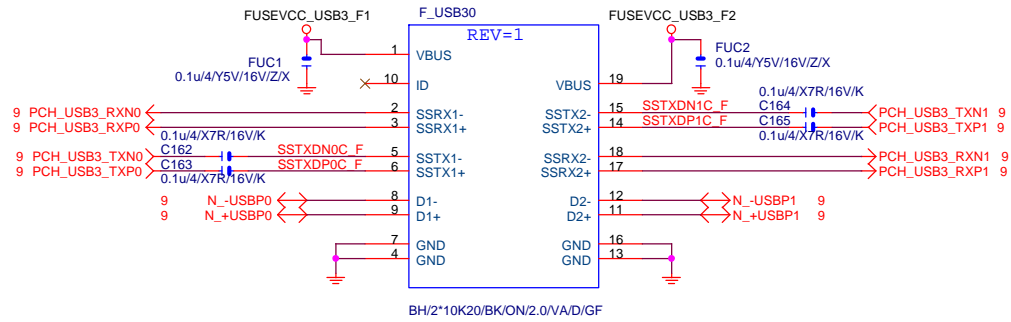 FUSEVCC_USB3_F1 F_USB30 FUSEVCC_USB3_F2
REV=1
FUC1
0.1u/4/Y5V/16V/Z/X
FUC2
0.1u/4/Y5V/16V/Z/X
1 VBUS
10 ID
VBUS 19
9 PCH_USB3_RXN0 2 SSRX1-
9 PCH_USB3_RXP0 3 SSRX1+
0.1u/4/X7R/16V/K
9 PCH_USB3_TXN0 C162 SSTXDN0C_F 5 SSTX1-
9 PCH_USB3_TXP0 C163 SSTXDP0C_F 6 SSTX1+
0.1u/4/X7R/16V/K
9 N_-USBP0 8 D1-
9 N_+USBP0 9 D1+
7 GND
4 GND
0.1u/4/X7R/16V/K
SSTX2- 15 SSTXDN1C_F C164 PCH_USB3_TXN1 9
SSTX2+ 14 SSTXDP1C_F C165 PCH_USB3_TXP1 9
0.1u/4/X7R/16V/K
SSRX2- 18 PCH_USB3_RXN1 9
SSRX2+ 17 PCH_USB3_RXP1 9
D2- 12 N_-USBP1 9
D2+ 11 N_+USBP1 9
GND 16
GND 13
BH/2*10K20/BK/ON/2.0/VA/D/GF